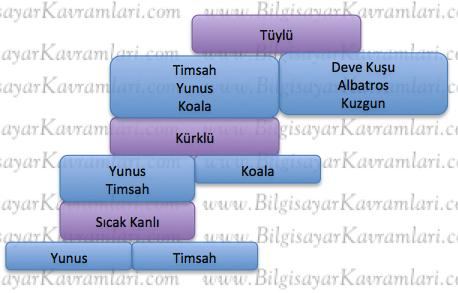 www.BilgisayarKavramlari.com
Tüylü
Timsah
Yunus
Koala
Deve Kuşu
Albatros
Kuzgun
Kürklü
Yunus
Timsah
Koala
Sıcak Kanlı
Yunus
Timsah